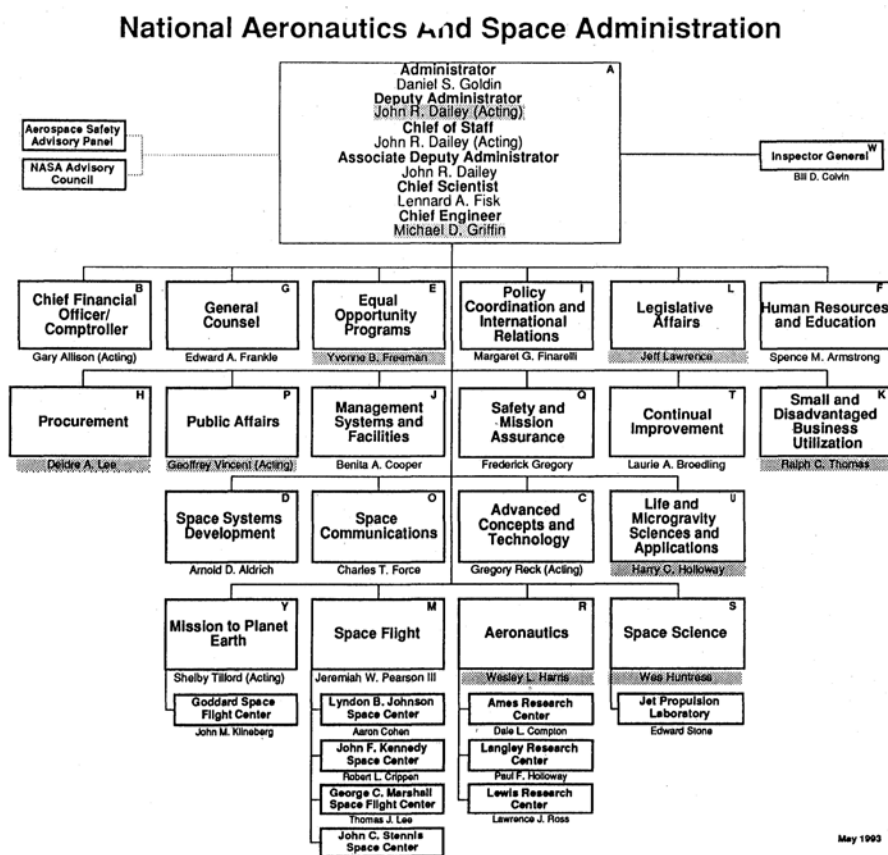 National Aeronautics And Space Administration
A
Administrator
Daniel S. Goldin
Deputy Administrator
John R. Dailey (Acting)
Chief of Staff
John R. Dailey (Acting)
Associate Deputy Administrator
John R. Dailey
Chief Scientist
Lennard A. Fisk
Chief Engineer
Michael D. Griffin
Aerospace Safety
Advisory Panel
NASA Advisory
Council
W
Inspector General
Bill D. Colvin
B
Chief Financial
Officer/
Comptroller
Gary Allison (Acting)
G
General
Counsel
Edward A. Frankle
E
Equal
Opportunity
Programs
Yvonne B. Freeman
I
Policy
Coordination and
International
Relations
Margaret G. Finarelli
L
Legislative
Affairs
Jeff Lawrence
F
Human Resources
and Education
Spence M. Armstrong
H
Procurement
Deidre A. Lee
P
Public Affairs
Geoffrey Vincent (Acting)
J
Management
Systems and
Facilities
Benita A. Cooper
Q
Safety and
Mission
Assurance
Frederick Gregory
T
Continual
Improvement
Laurie A. Broedling
K
Small and
Disadvantaged
Business
Utilization
Ralph C. Thomas
D
Space Systems
Development
Arnold D. Aldrich
O
Space
Communications
Charles T. Force
C
Advanced
Concepts and
Technology
Gregory Reck (Acting)
U
Life and
Microgravity
Sciences and
Applications
Harry C. Holloway
Y
Mission to Planet
Earth
Shelby Tilford (Acting)
M
Space Flight
Jeremiah W. Pearson III
R
Aeronautics
Wesley L. Harris
S
Space Science
Wes Huntress
Goddard Space
Flight Center
John M. Klineberg
Lyndon B. Johnson
Space Center
Aaron Cohen
John F. Kennedy
Space Center
Robert L. Crippen
George C. Marshall
Space Flight Center
Thomas J. Lee
John C. Stennis
Space Center
Ames Research
Center
Dale L. Compton
Langley Research
Center
Paul F. Holloway
Lewis Research
Center
Lawrence J. Ross
Jet Propulsion
Laboratory
Edward Stone
May 1993